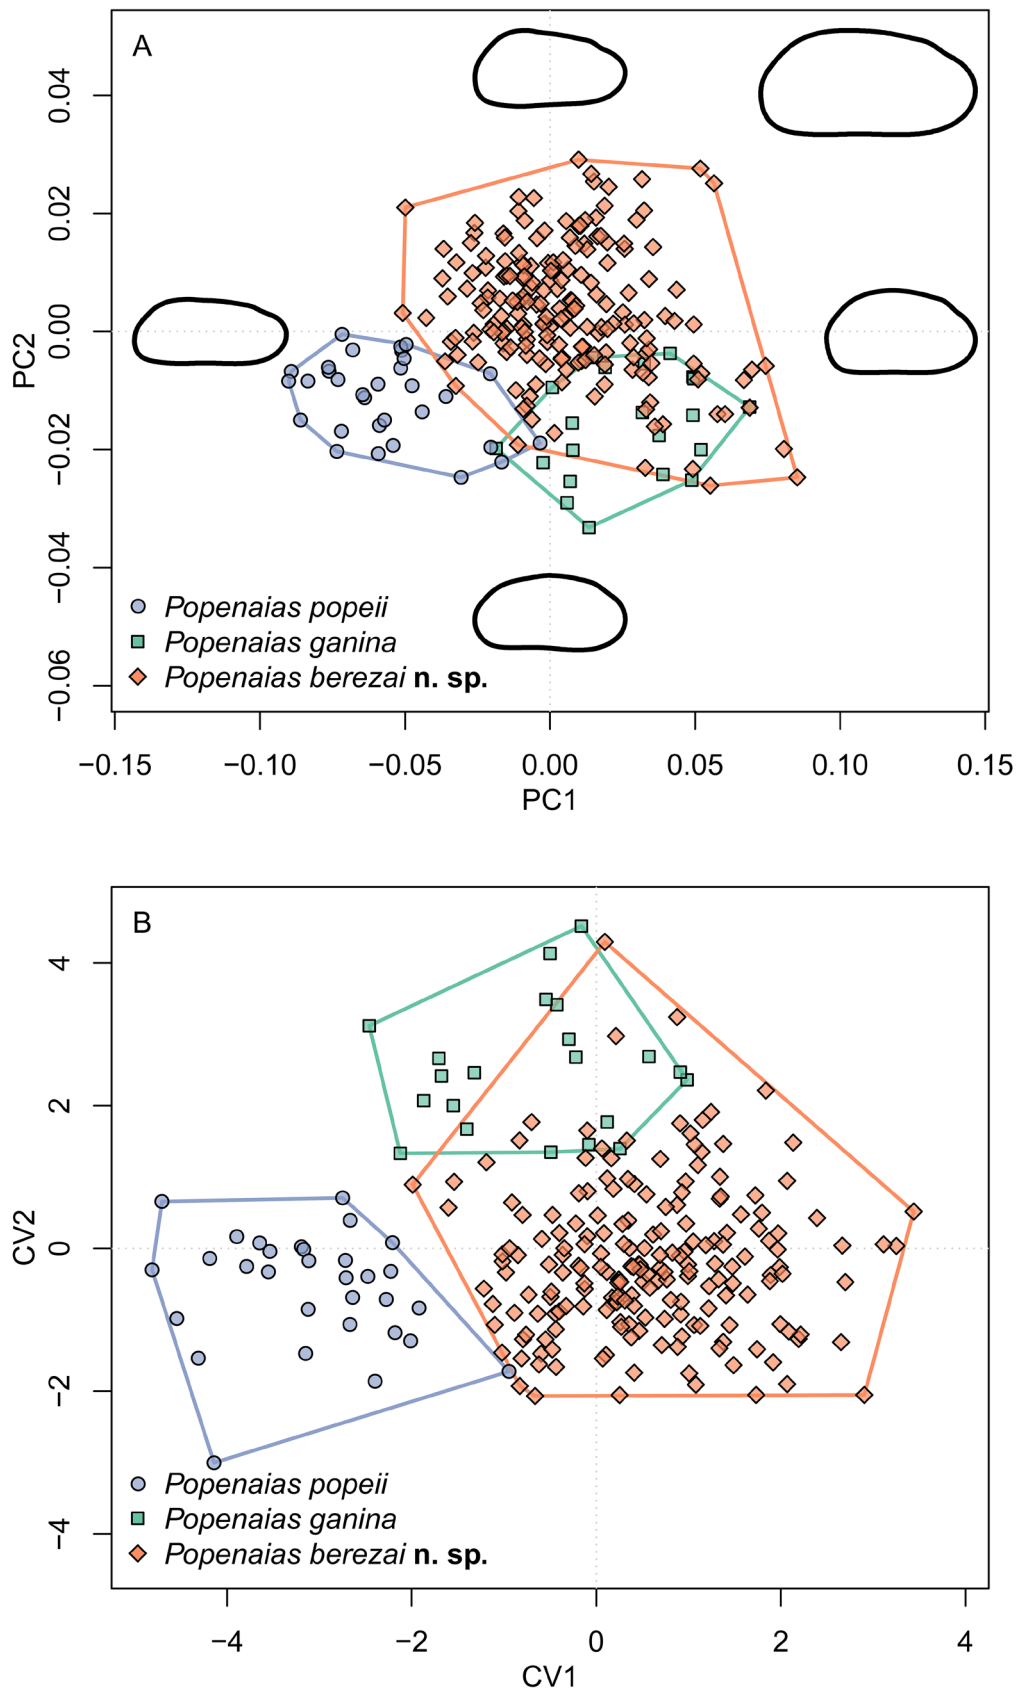 A
0.04
0.02
0.00
−0.02
−0.04
−0.06
PC2
Popenaias popeii
Popenaias ganina
Popenaias berezai n. sp.
−0.15 −0.10 −0.05 0.00 0.05 0.10 0.15
PC1
B
4
2
0
−2
−4
CV2
Popenaias popeii
Popenaias ganina
Popenaias berezai n. sp.
−4 −2 0 2 4
CV1